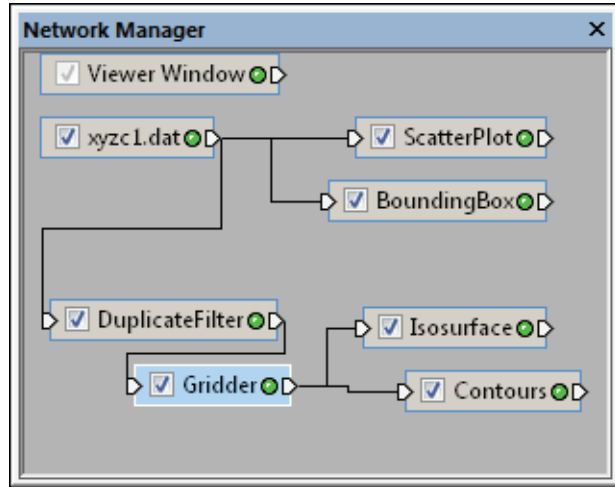 Network Manager
Viewer Window
xyzc1.dat
ScatterPlot
BoundingBox
DuplicateFilter
Isosurface
Gridder
Contours